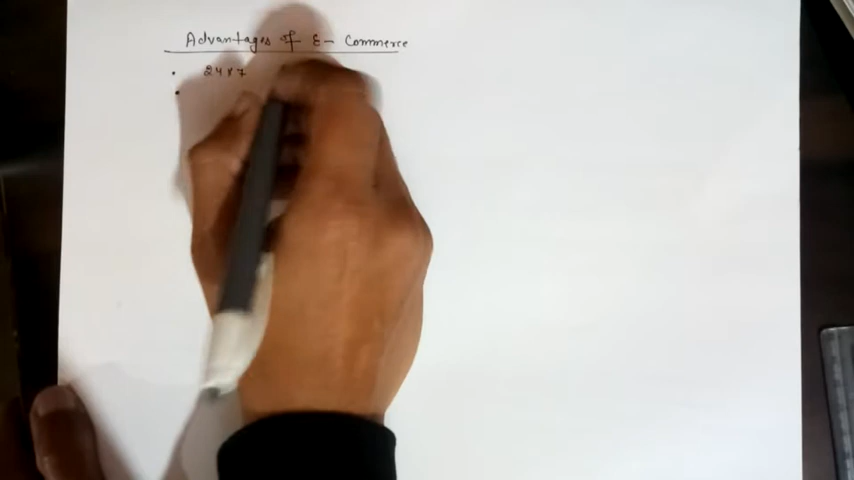 Advantages of E- Commerce
• 24x7
•